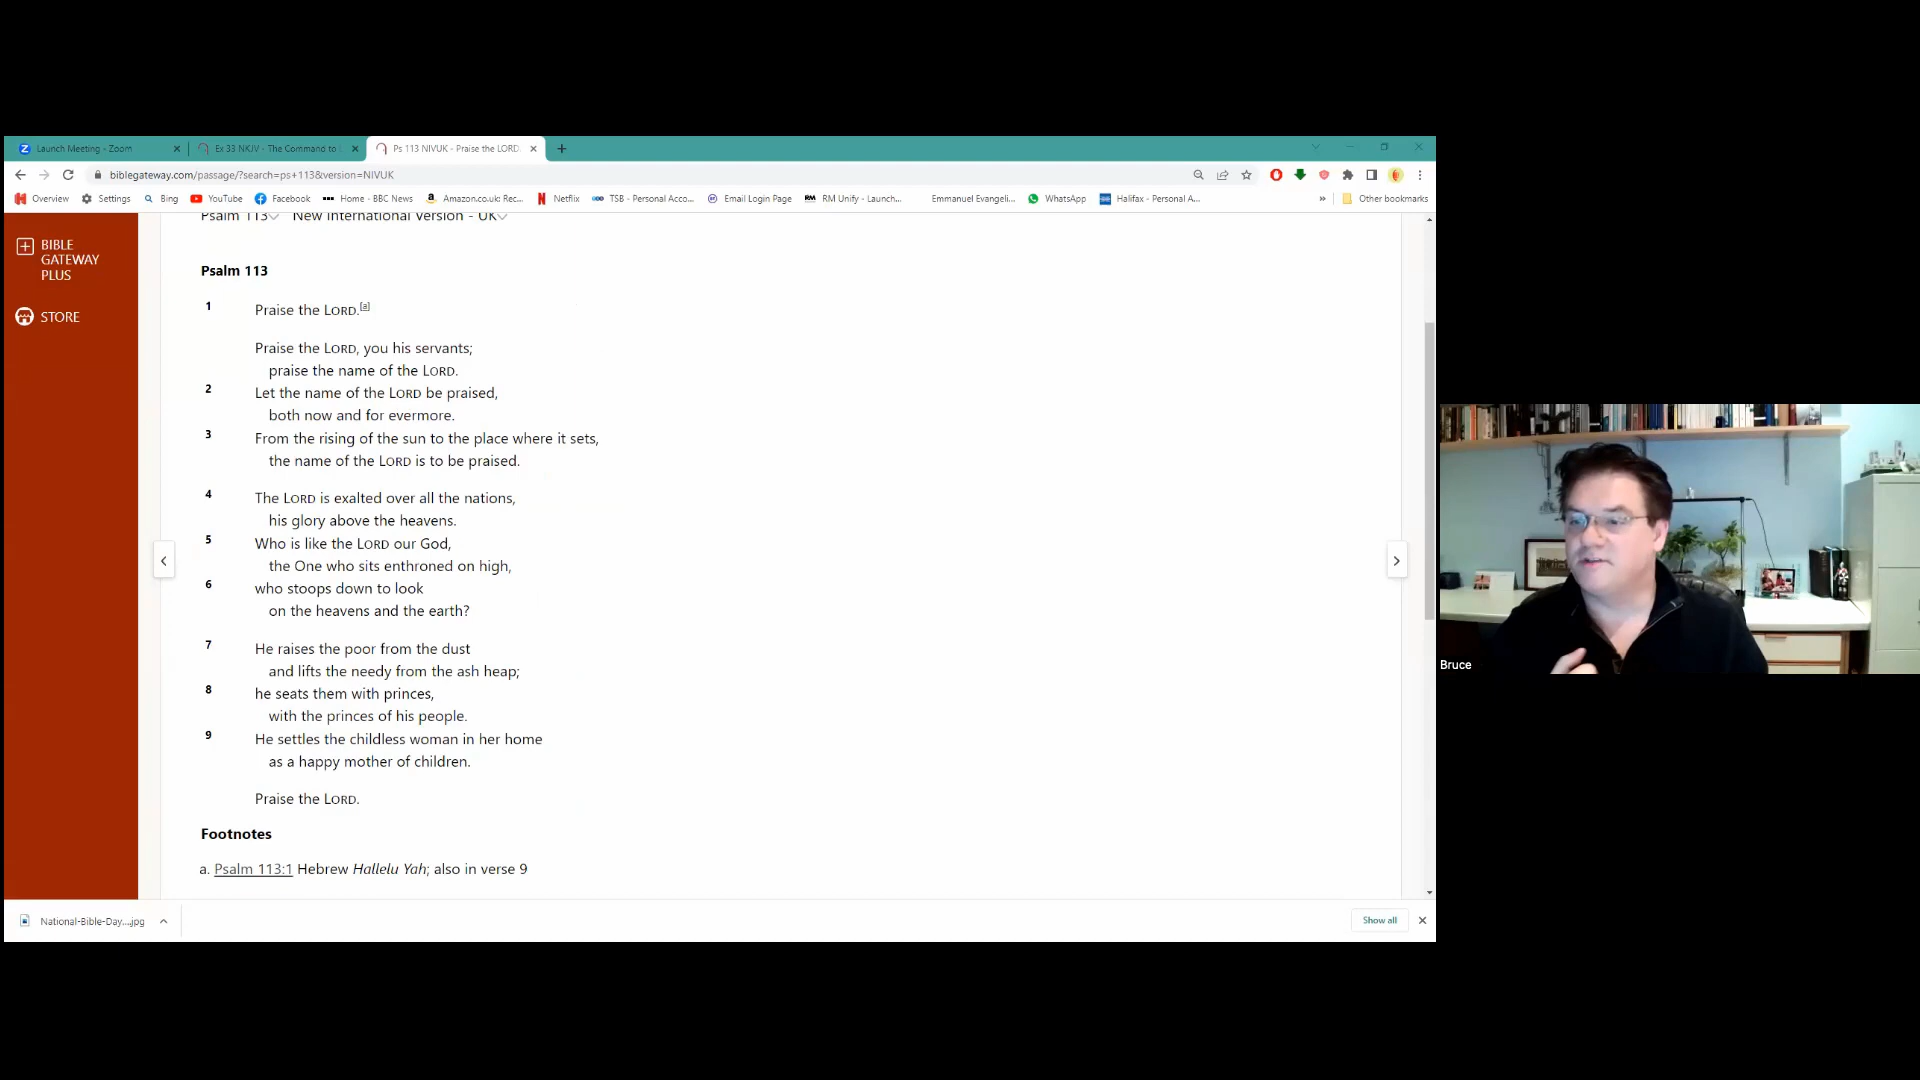 Launch Meeting - Zoom
Ex 33 NKJV - The Command to L
Ps 113 NIVUK - Praise the LORD.
biblegateway.com/passage/?search=ps+113&version=NIVUK
Overview Settings Bing YouTube Facebook Home - BBC News Amazon.co.uk: Rec... Netflix TSB - Personal Acco... Email Login Page RM Unify - Launch... Emmanuel Evangeli... WhatsApp Halifax - Personal A... » Other bookmarks
Psalm 113 New International Version - UK
BIBLE
GATEWAY
PLUS
STORE
Psalm 113
1 Praise the LORD.[a]
Praise the LORD, you his servants;
praise the name of the LORD.
2 Let the name of the LORD be praised,
both now and for evermore.
3 From the rising of the sun to the place where it sets,
the name of the LORD is to be praised.
4 The LORD is exalted over all the nations,
his glory above the heavens.
5 Who is like the LORD our God,
the One who sits enthroned on high,
6 who stoops down to look
on the heavens and the earth?
7 He raises the poor from the dust
and lifts the needy from the ash heap;
8 he seats them with princes,
with the princes of his people.
9 He settles the childless woman in her home
as a happy mother of children.
Praise the LORD.
Footnotes
a. Psalm 113:1 Hebrew Hallelu Yah; also in verse 9
National-Bible-Day...jpg
Show all
Bruce